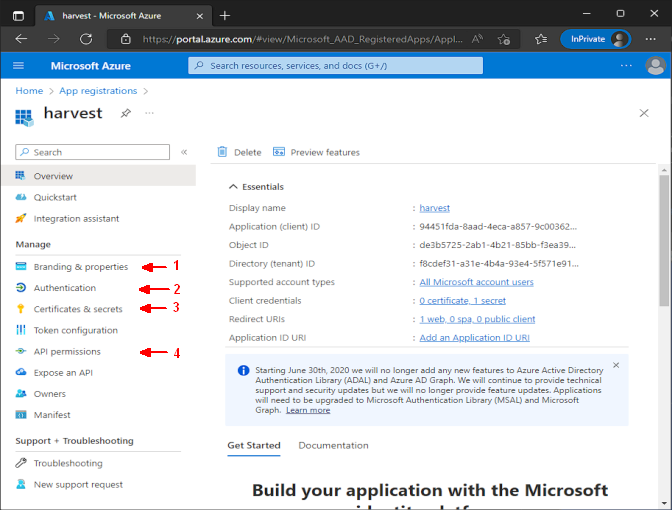 harvest - Microsoft Azure
https://portal.azure.com/#view/Microsoft_AAD_RegisteredApps/Appl...
InPrivate
Microsoft Azure
Search resources, services, and docs (G+/)
Home > App registrations >
harvest
Search
Overview
Quickstart
Integration assistant
Manage
Branding & properties 1
Authentication 2
Certificates & secrets 3
Token configuration
API permissions 4
Expose an API
Owners
Manifest
Support + Troubleshooting
Troubleshooting
New support request
Delete Preview features
Essentials
Display name : harvest
Application (client) ID : 94451fda-8aad-4eca-a857-9c00362...
Object ID : de3b5725-2ab1-4b21-85bb-f3ea39...
Directory (tenant) ID : f8cdef31-a31e-4b4a-93e4-5f571e91...
Supported account types : All Microsoft account users
Client credentials : 0 certificate, 1 secret
Redirect URIs : 1 web, 0 spa, 0 public client
Application ID URI : Add an Application ID URI
Starting June 30th, 2020 we will no longer add any new features to Azure Active Directory
Authentication Library (ADAL) and Azure AD Graph. We will continue to provide technical
support and security updates but we will no longer provide feature updates. Applications
will need to be upgraded to Microsoft Authentication Library (MSAL) and Microsoft
Graph. Learn more
Get Started Documentation
Build your application with the Microsoft